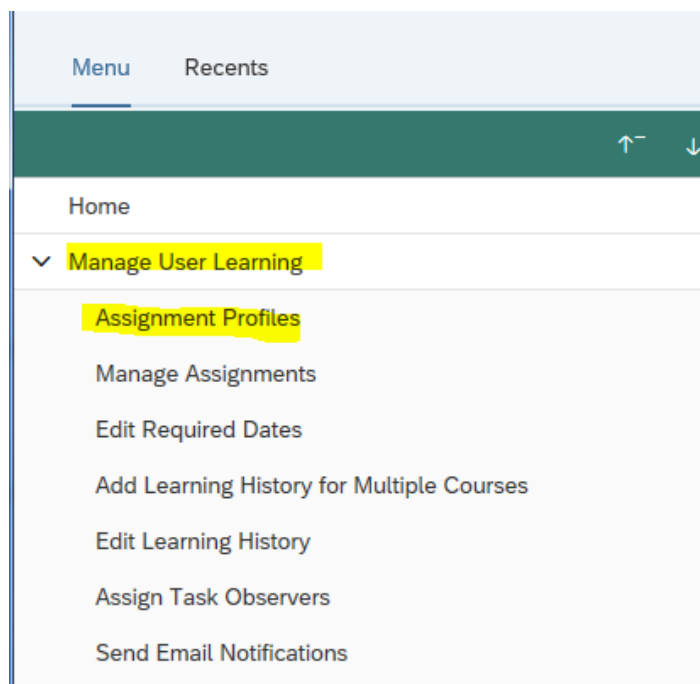 Menu Recents
Home
Manage User Learning
Assignment Profiles
Manage Assignments
Edit Required Dates
Add Learning History for Multiple Courses
Edit Learning History
Assign Task Observers
Send Email Notifications